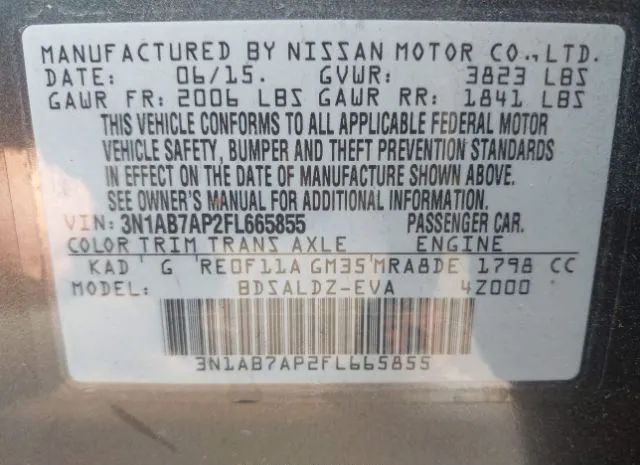 MANUFACTURED BY NISSAN MOTOR CO.,LTD.
DATE: 06/15. GVWR: 3823 LBS
GAWR FR: 2006 LBS GAWR RR: 1841 LBS
THIS VEHICLE CONFORMS TO ALL APPLICABLE FEDERAL MOTOR
VEHICLE SAFETY, BUMPER AND THEFT PREVENTION STANDARDS
IN EFFECT ON THE DATE OF MANUFACTURE SHOWN ABOVE.
SEE OWNER'S MANUAL FOR ADDITIONAL INFORMATION.
VIN: 3N1AB7AP2FL665855 PASSENGER CAR.
COLOR TRIM TRANS AXLE ENGINE
KAD G RE0F11A GM35 MRA8DE 1798 CC
BDSALDZ-EVA 4Z000
3N1AB7AP2FL665855